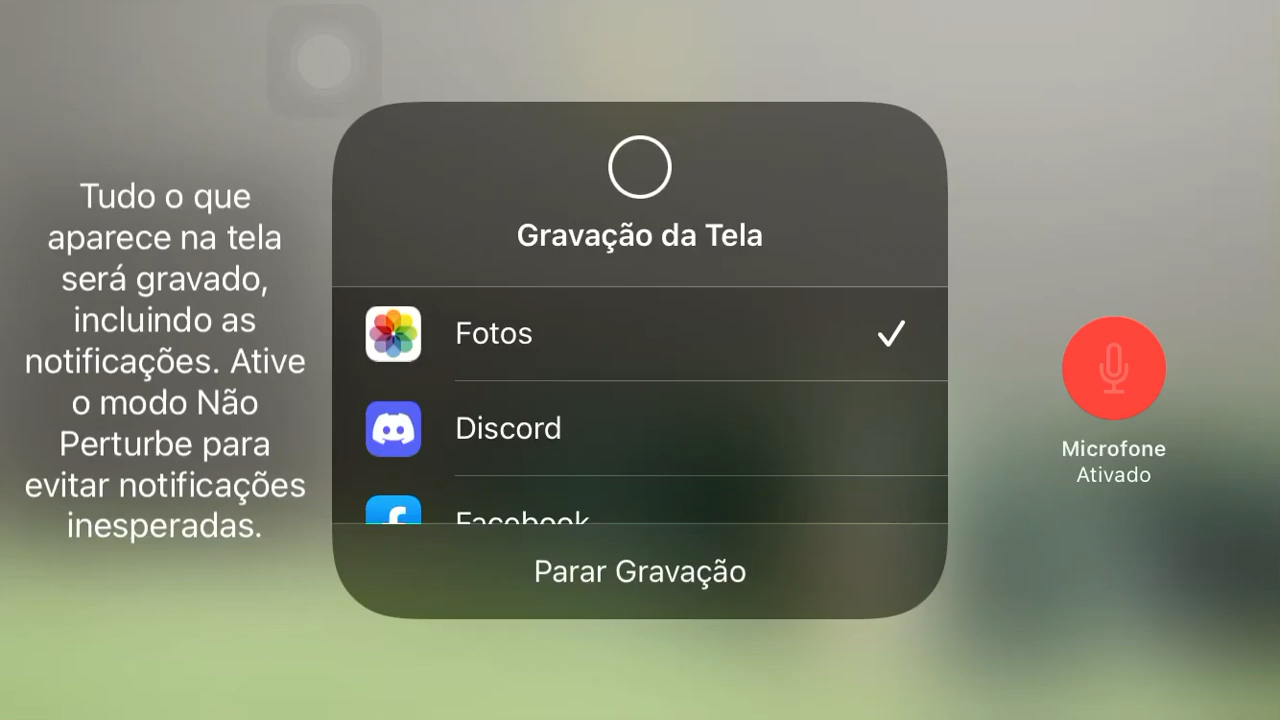 Tudo o que
aparece na tela
será gravado,
incluindo as
notificações. Ative
o modo Não
Perturbe para
evitar notificações
inesperadas.
Gravação da Tela
Fotos
Discord
Facebook
Parar Gravação
Microfone
Ativado